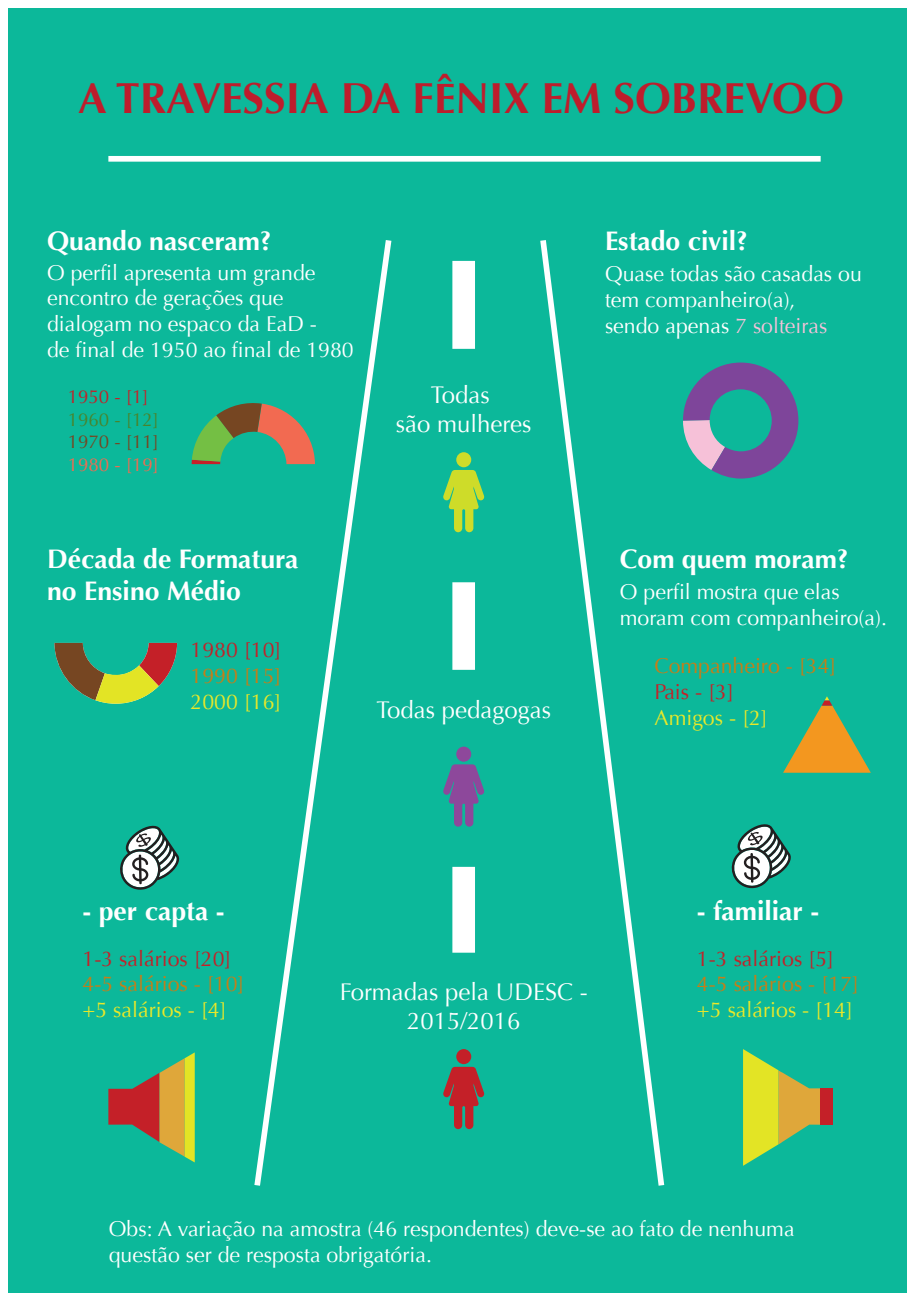 A TRAVESSIA DA FÊNIX EM SOBREVOO
Quando nasceram?
O perfil apresenta um grande
encontro de gerações que
dialogam no espaco da EaD -
de final de 1950 ao final de 1980
1950 - [1]
1960 - [12]
1970 - [11]
1980 - [19]
Todas
são mulheres
Estado civil?
Quase todas são casadas ou
tem companheiro(a),
sendo apenas 7 solteiras
Década de Formatura
no Ensino Médio
1980 [10]
1990 [15]
2000 [16]
Todas pedagogas
Com quem moram?
O perfil mostra que elas
moram com companheiro(a).
Companheiro - [34]
Pais - [3]
Amigos - [2]
$
$
- per capta -
1-3 salários [20]
4-5 salários - [10]
+5 salários - [4]
Formadas pela UDESC -
2015/2016
$
$
- familiar -
1-3 salários [5]
4-5 salários - [17]
+5 salários - [14]
Obs: A variação na amostra (46 respondentes) deve-se ao fato de nenhuma
questão ser de resposta obrigatória.